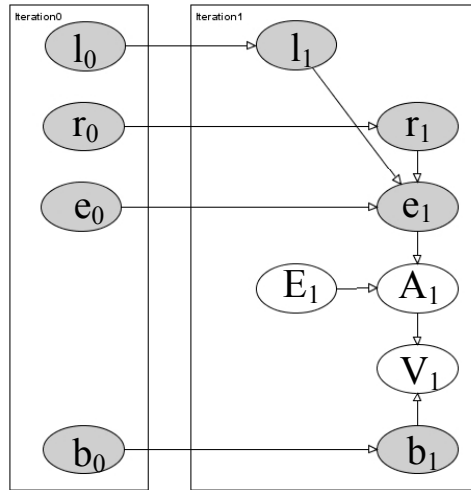 Iteration0 Iteration1
l₀ l₁
r₀ r₁
e₀ e₁
E₁ A₁
V₁
b₀ b₁